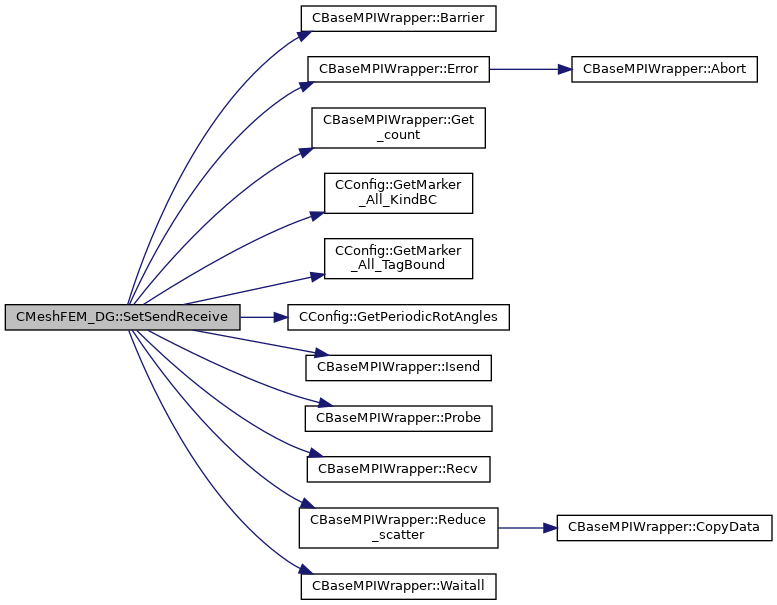 CBaseMPIWrapper::Barrier
CBaseMPIWrapper::Error
CBaseMPIWrapper::Abort
CBaseMPIWrapper::Get
_count
CConfig::GetMarker
_All_KindBC
CConfig::GetMarker
_All_TagBound
CMeshFEM_DG::SetSendReceive
CConfig::GetPeriodicRotAngles
CBaseMPIWrapper::Isend
CBaseMPIWrapper::Probe
CBaseMPIWrapper::Recv
CBaseMPIWrapper::Reduce
_scatter
CBaseMPIWrapper::CopyData
CBaseMPIWrapper::Waitall